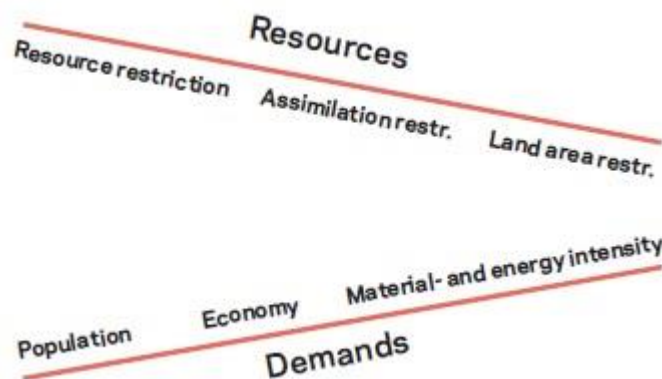 Resources
Resource restriction
Assimilation restr.
Land area restr.
Population
Economy
Material- and energy intensity
Demands